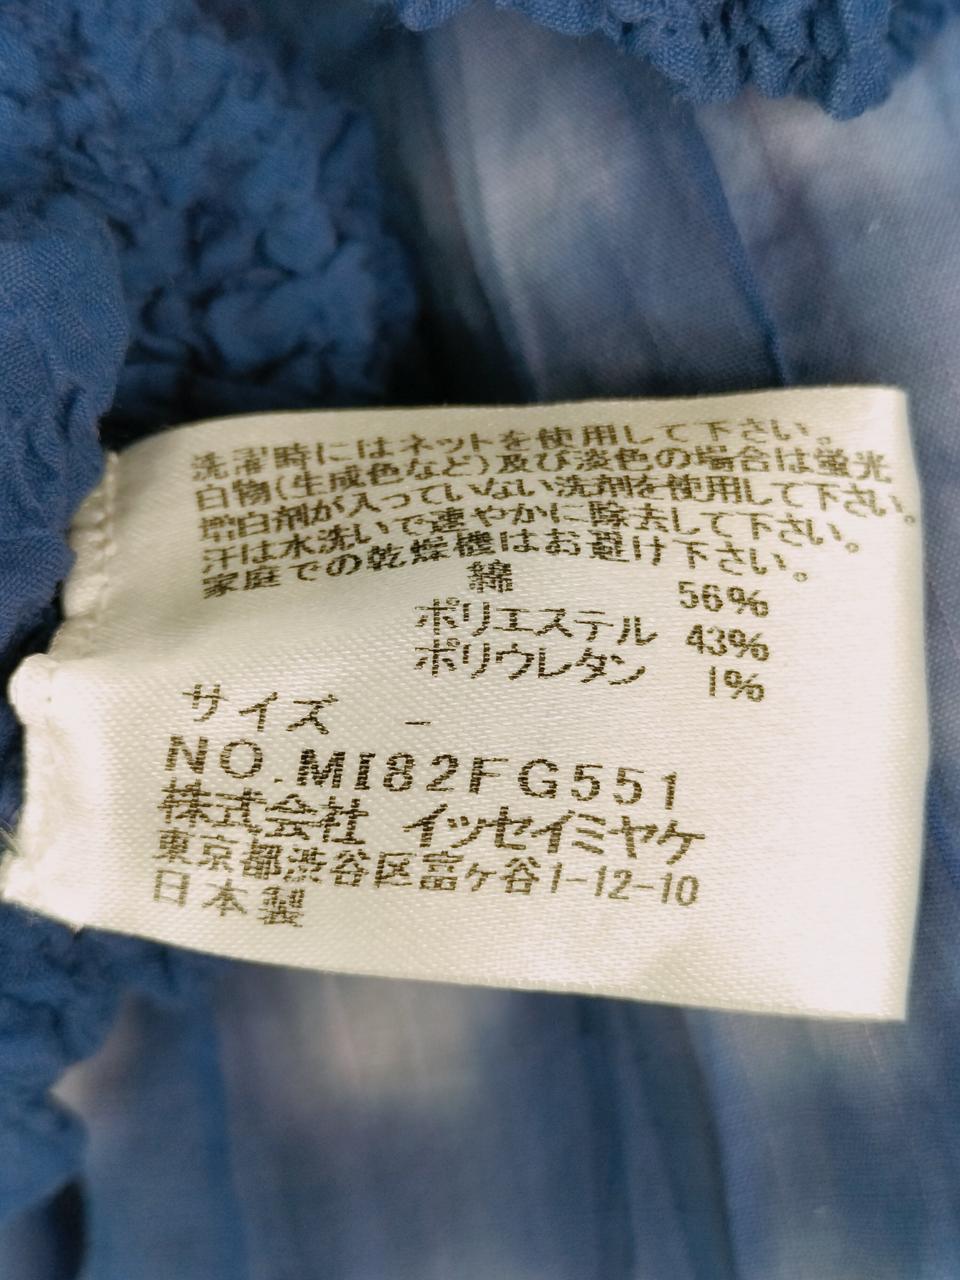 洗濯時にはネットを使用して下さい。
白物(生成色など)及び淡色の場合は蛍光
増白剤が入っていない洗剤を使用して下さい。
汗は水洗いで速やかに除去して下さい。
家庭での乾燥機はお避け下さい。
綿 56%
ポリエステル 43%
ポリウレタン 1%
サイズ －
NO.MI82FG551
株式会社 イッセイミヤケ
東京都渋谷区富ヶ谷1-12-10
日本製